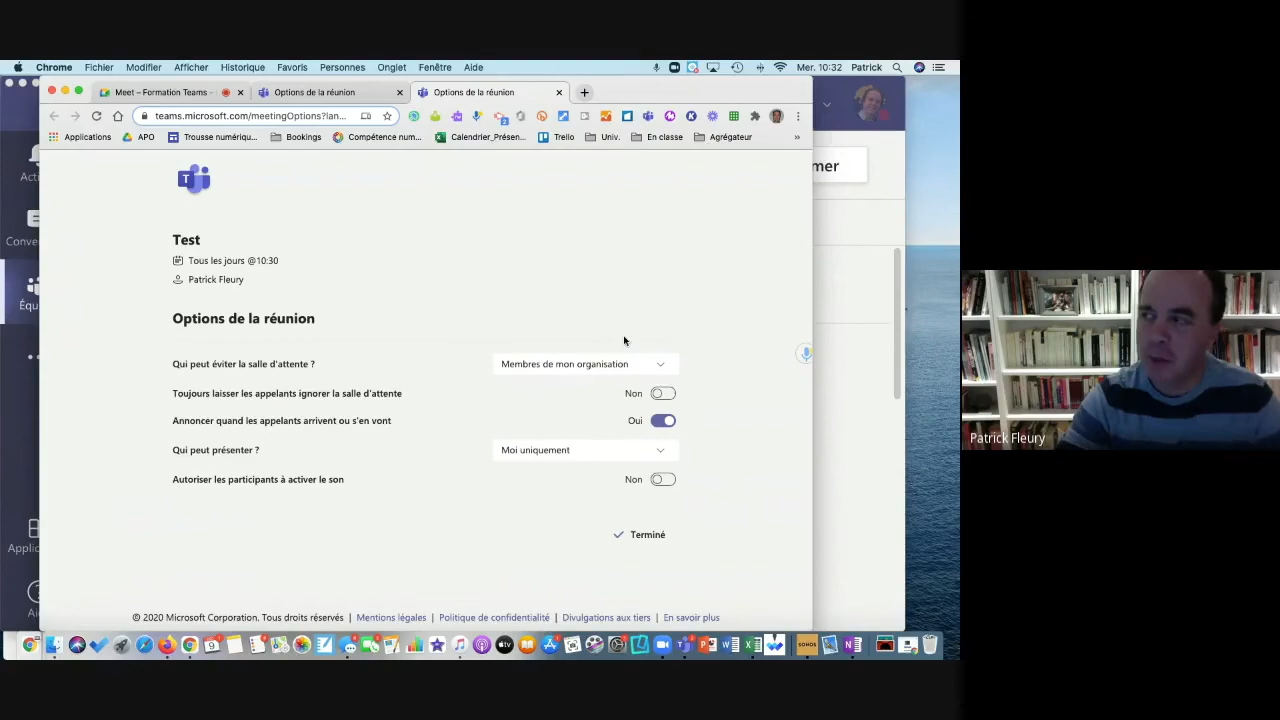 Chrome Fichier Modifier Afficher Historique Favoris Personnes Onglet Fenêtre Aide Mer. 10:32 Patrick
Meet – Formation Teams - Options de la réunion Options de la réunion
teams.microsoft.com/meetingOptions?lan...
Applications APO Trousse numériqu... Bookings Compétence num... Calendrier_Présen... Trello Univ. En classe Agrégateur »
mer
Acti
Conver
Équ
Applic
T
Test
Tous les jours @10:30
Patrick Fleury
Options de la réunion
Qui peut éviter la salle d'attente ? Membres de mon organisation
Toujours laisser les appelants ignorer la salle d'attente Non
Annoncer quand les appelants arrivent ou s'en vont Oui
Qui peut présenter ? Moi uniquement
Autoriser les participants à activer le son Non
Terminé
© 2020 Microsoft Corporation. Tous droits réservés | Mentions légales | Politique de confidentialité | Divulgations aux tiers | En savoir plus
SONOS
Patrick Fleury